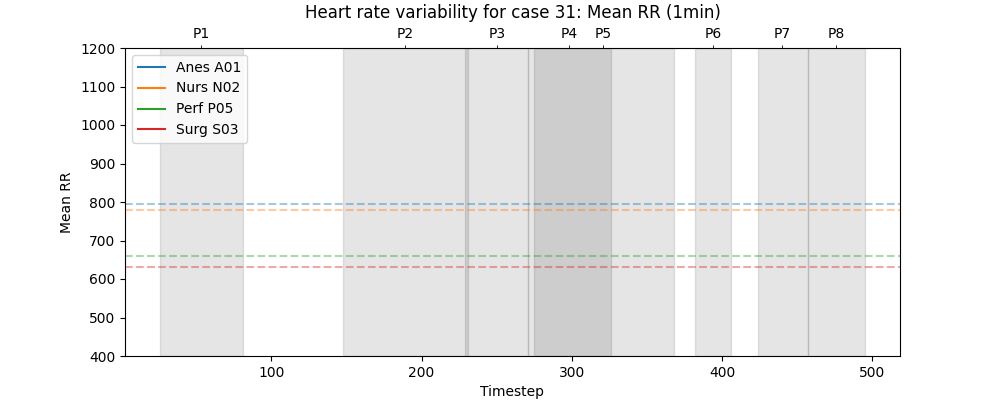 Heart rate variability for case 31: Mean RR (1min)
P1 P2 P3 P4 P5 P6 P7 P8
1200
1100
1000
900
800
700
600
500
400
Mean RR
Anes A01
Nurs N02
Perf P05
Surg S03
100 200 300 400 500
Timestep